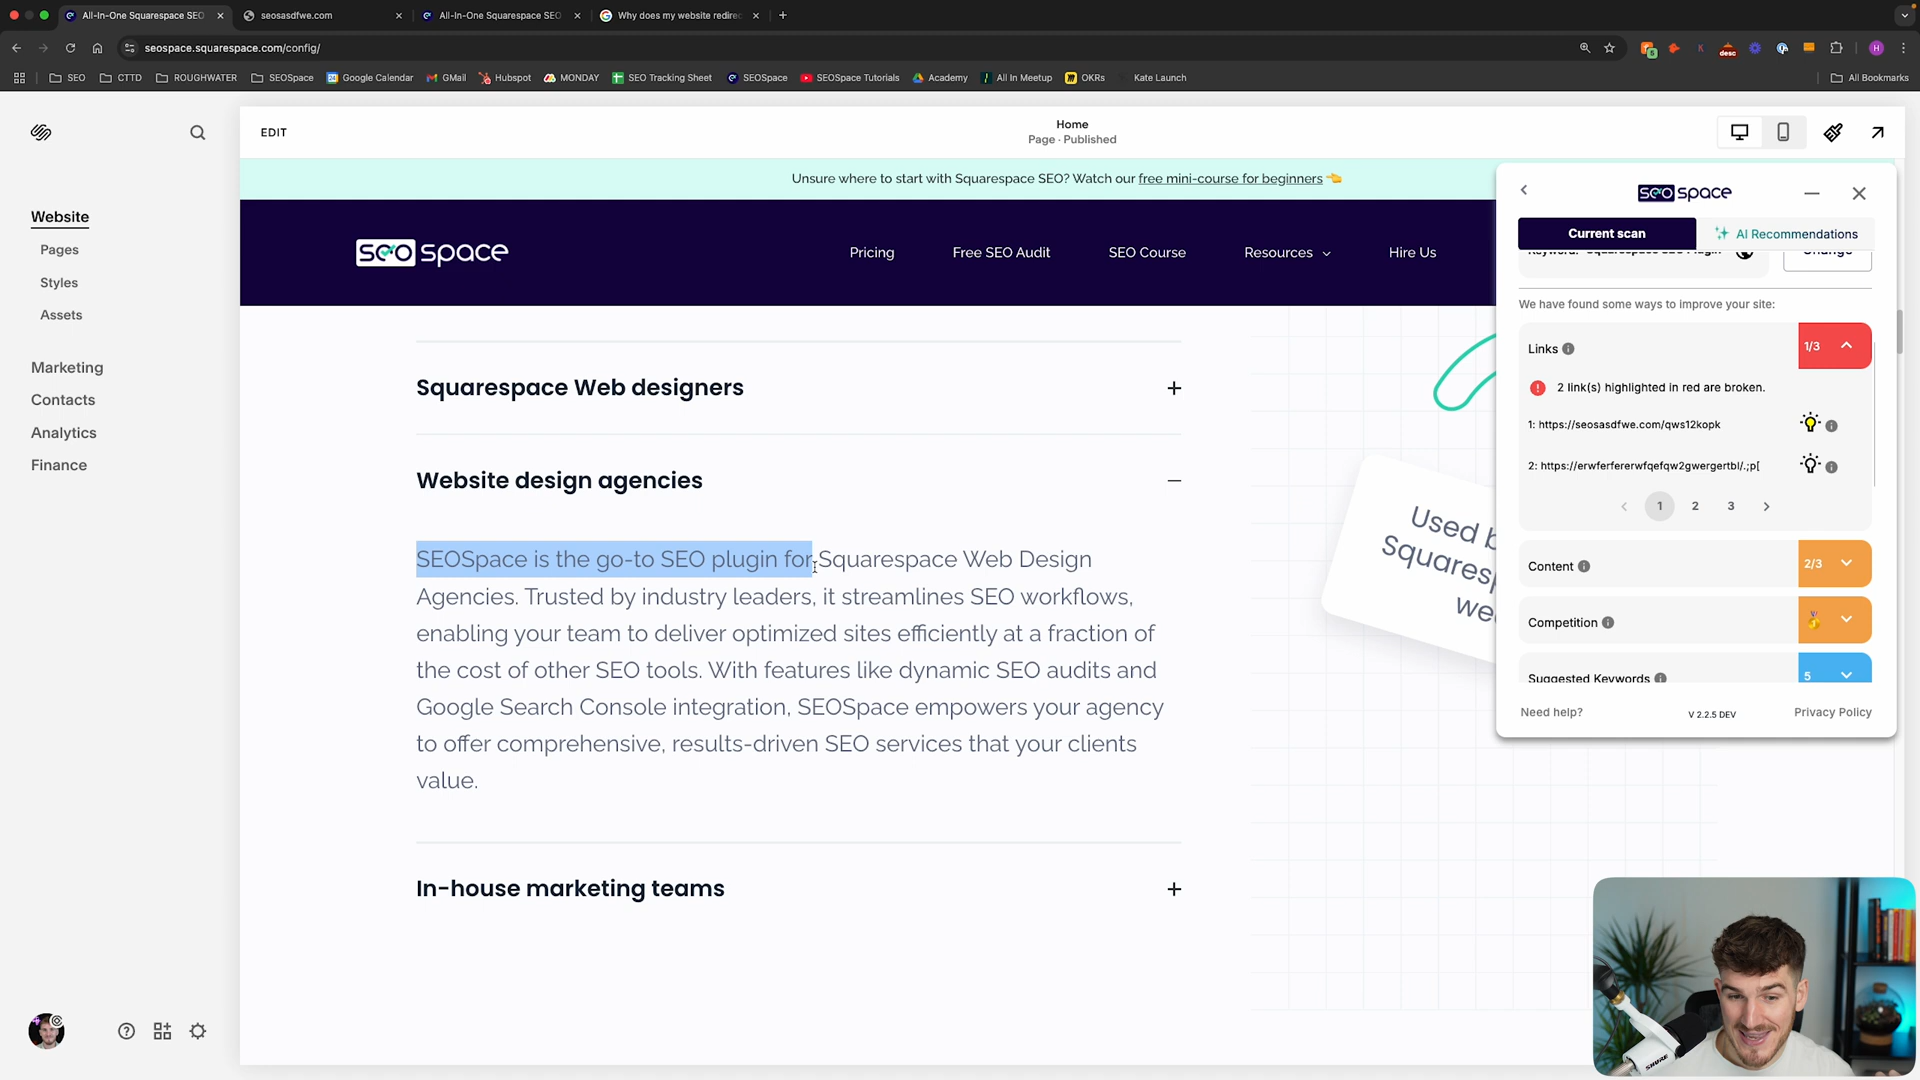 All-In-One Squarespace SEO
seosasdfwe.com
All-In-One Squarespace SEO
Why does my website redirec
seospace.squarespace.com/config/
SEO
CTTD
ROUGHWATER
SEOSpace
Google Calendar
GMail
Hubspot
MONDAY
SEO Tracking Sheet
SEOSpace
SEOSpace Tutorials
Academy
All In Meetup
OKRs
Kate Launch
All Bookmarks
Website
Pages
Styles
Assets
Marketing
Contacts
Analytics
Finance
EDIT
Home
Page · Published
Unsure where to start with Squarespace SEO? Watch our free mini-course for beginners
seo space
Pricing
Free SEO Audit
SEO Course
Resources
Hire Us
Squarespace Web designers
Website design agencies
SEOSpace is the go-to SEO plugin for Squarespace Web Design
Agencies. Trusted by industry leaders, it streamlines SEO workflows,
enabling your team to deliver optimized sites efficiently at a fraction of
the cost of other SEO tools. With features like dynamic SEO audits and
Google Search Console integration, SEOSpace empowers your agency
to offer comprehensive, results-driven SEO services that your clients
value.
In-house marketing teams
Used b
Squaresp
we
seo space
Current scan
AI Recommendations
Keyword: Squarespace SEO Plugin
Change
We have found some ways to improve your site:
Links
1/3
2 link(s) highlighted in red are broken.
1: https://seosasdfwe.com/qws12kopk
2: https://erwferfererwfqefqw2gwergertbl/.;p[
1 2 3
Content
2/3
Competition
Suggested Keywords
5
Need help?
V 2.2.5 DEV
Privacy Policy
desc
5
H
SHURE